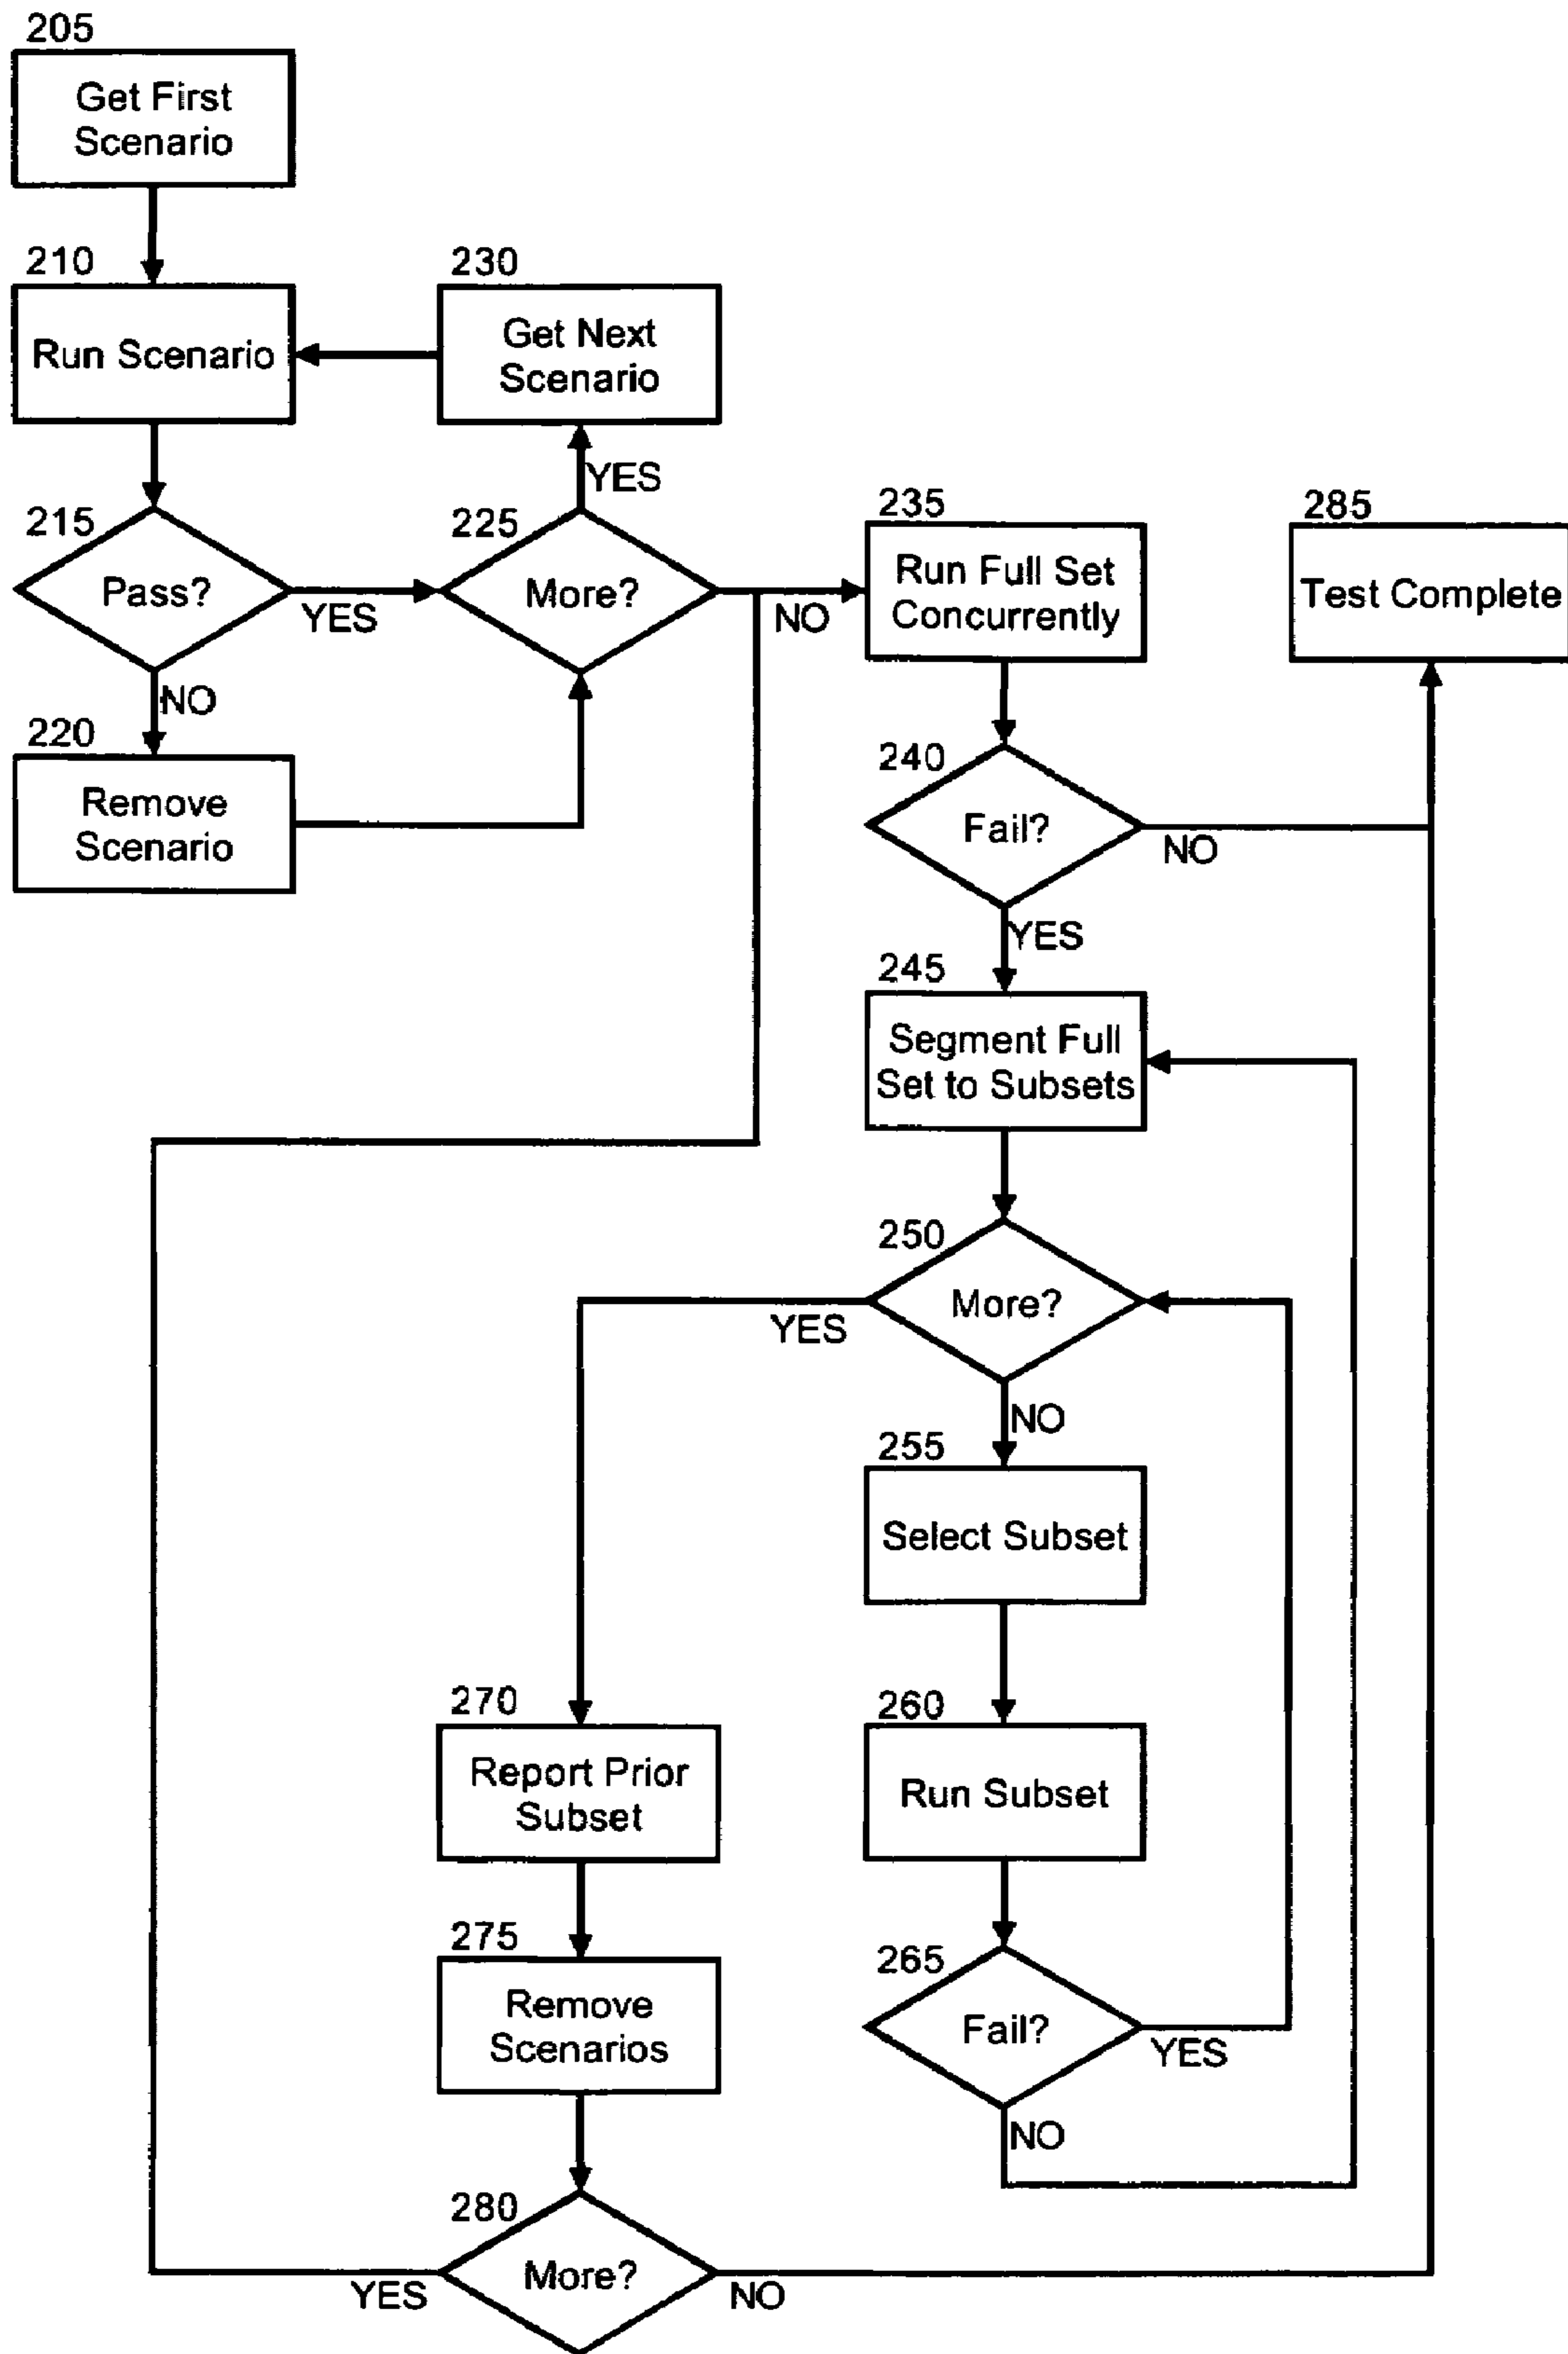 205
Get First
Scenario
210
Run Scenario
230
Get Next
Scenario
YES
215
Pass?
YES
225
More?
NO
235
Run Full Set
Concurrently
285
Test Complete
NO
220
Remove
Scenario
240
Fail?
NO
YES
245
Segment Full
Set to Subsets
250
More?
YES
NO
255
Select Subset
270
Report Prior
Subset
260
Run Subset
275
Remove
Scenarios
265
Fail?
YES
NO
280
More?
YES
NO